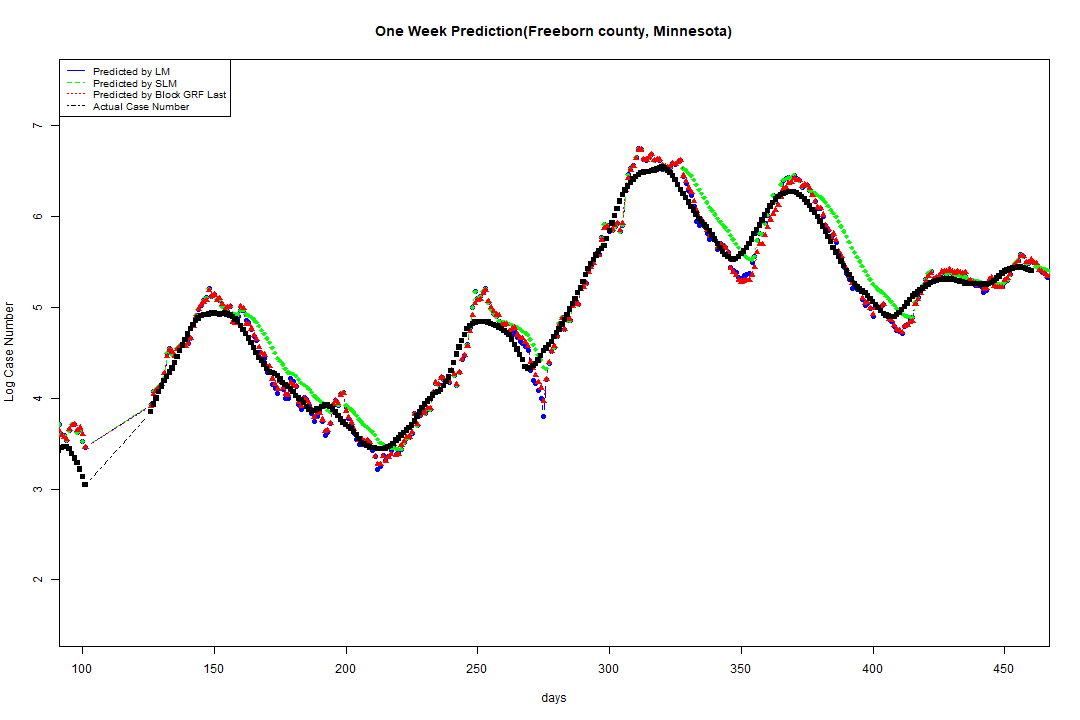 One Week Prediction(Freeborn county, Minnesota)
Predicted by LM
Predicted by SLM
Predicted by Block GRF Last
Actual Case Number
Log Case Number
7
6
5
4
3
2
100 150 200 250 300 350 400 450
days